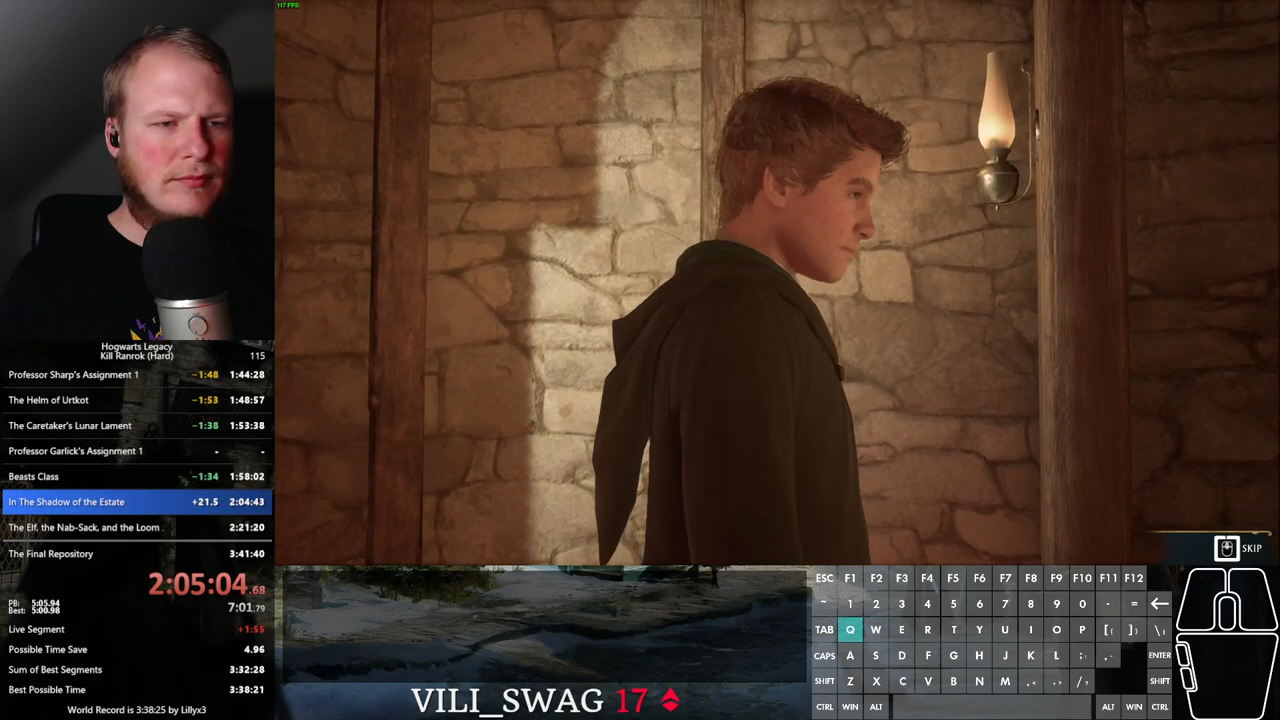 117 FPS
Hogwarts Legacy
Kill Ranrok (Hard) 115
Professor Sharp's Assignment 1 −1:48 1:44:28
The Helm of Urtkot −1:53 1:48:57
The Caretaker's Lunar Lament −1:38 1:53:38
Professor Garlick's Assignment 1 - -
Beasts Class −1:34 1:58:02
In The Shadow of the Estate +21.5 2:04:43
The Elf, the Nab-Sack, and the Loom 2:21:20
The Final Repository 3:41:40
2:05:04.68
PB: 5:05.94
Best: 5:00.98 7:01.79
Live Segment +1:55
Possible Time Save 4.96
Sum of Best Segments 3:32:28
Best Possible Time 3:38:21
World Record is 3:38:25 by Lillyx3
SKIP
VILI_SWAG 17
ESC F1 F2 F3 F4 F5 F6 F7 F8 F9 F10 F11 F12
~ 1 2 3 4 5 6 7 8 9 0 - = ←
TAB Q W E R T Y U I O P [{ ]} \|
CAPS A S D F G H J K L ;: ,. ENTER
SHIFT Z X C V B N M ,< .> /? SHIFT
CTRL WIN ALT ALT WIN CTRL